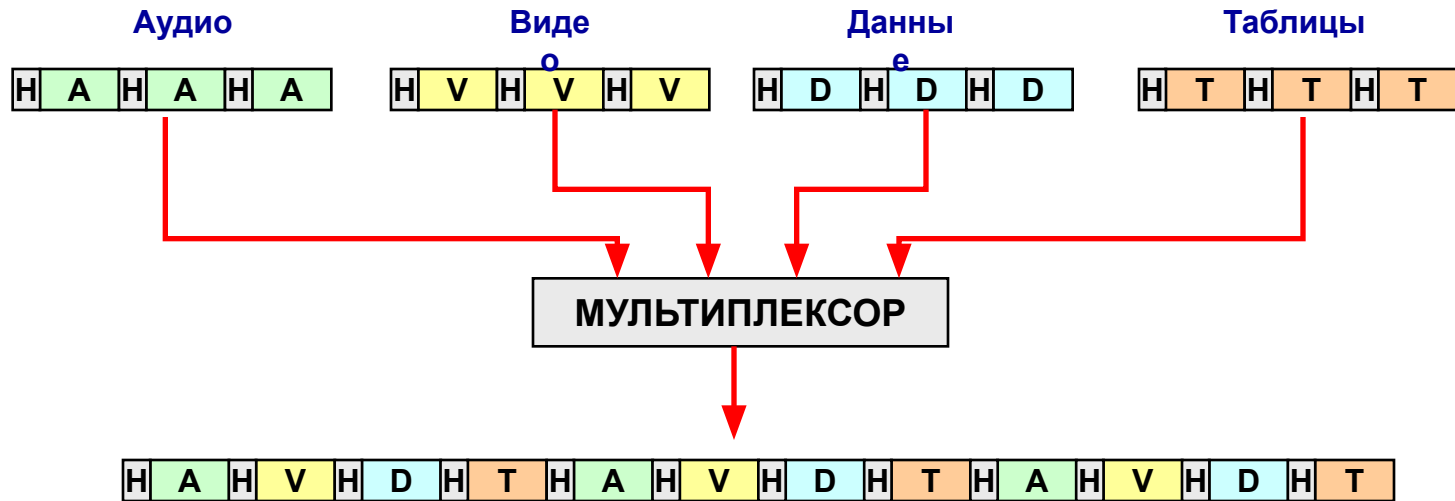 Аудио
Виде
о
Данны
е
Таблицы
H A H A H A
H V H V H V
H D H D H D
H T H T H T
МУЛЬТИПЛЕКСОР
H A H V H D H T H A H V H D H T H A H V H D H T